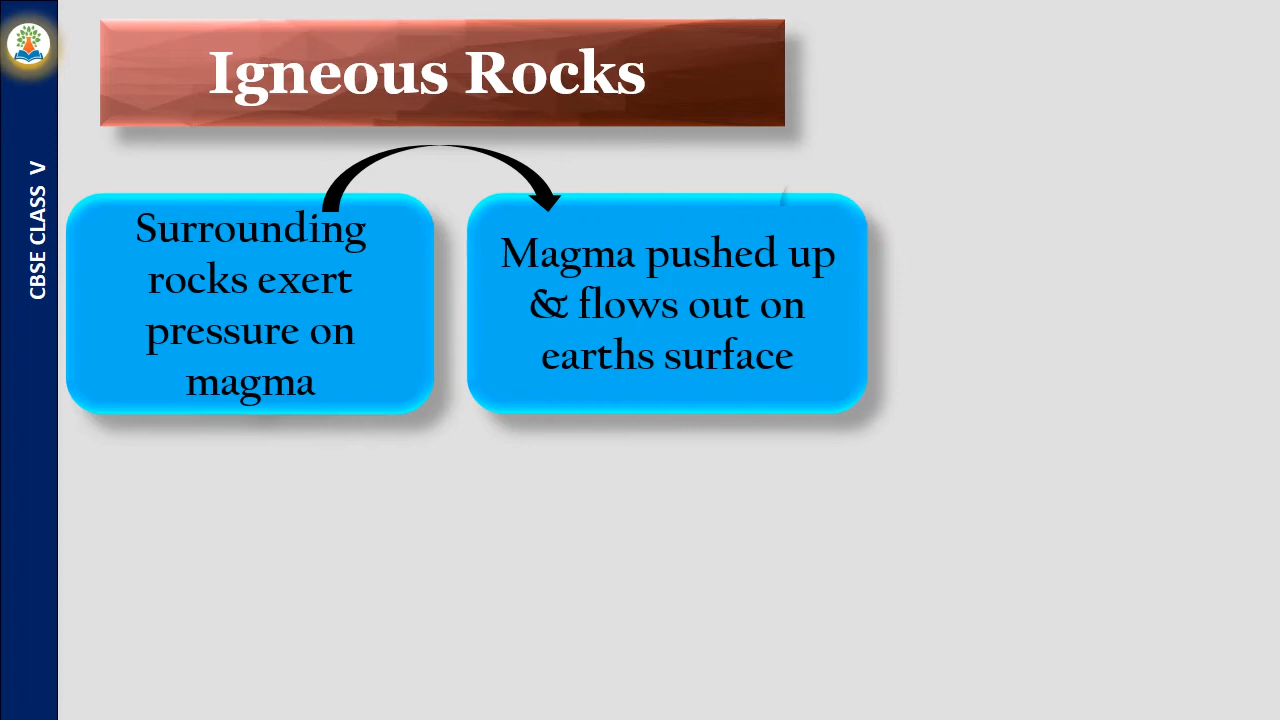 Igneous Rocks
CBSE CLASS V
Surrounding
rocks exert
pressure on
magma
Magma pushed up
& flows out on
earths surface